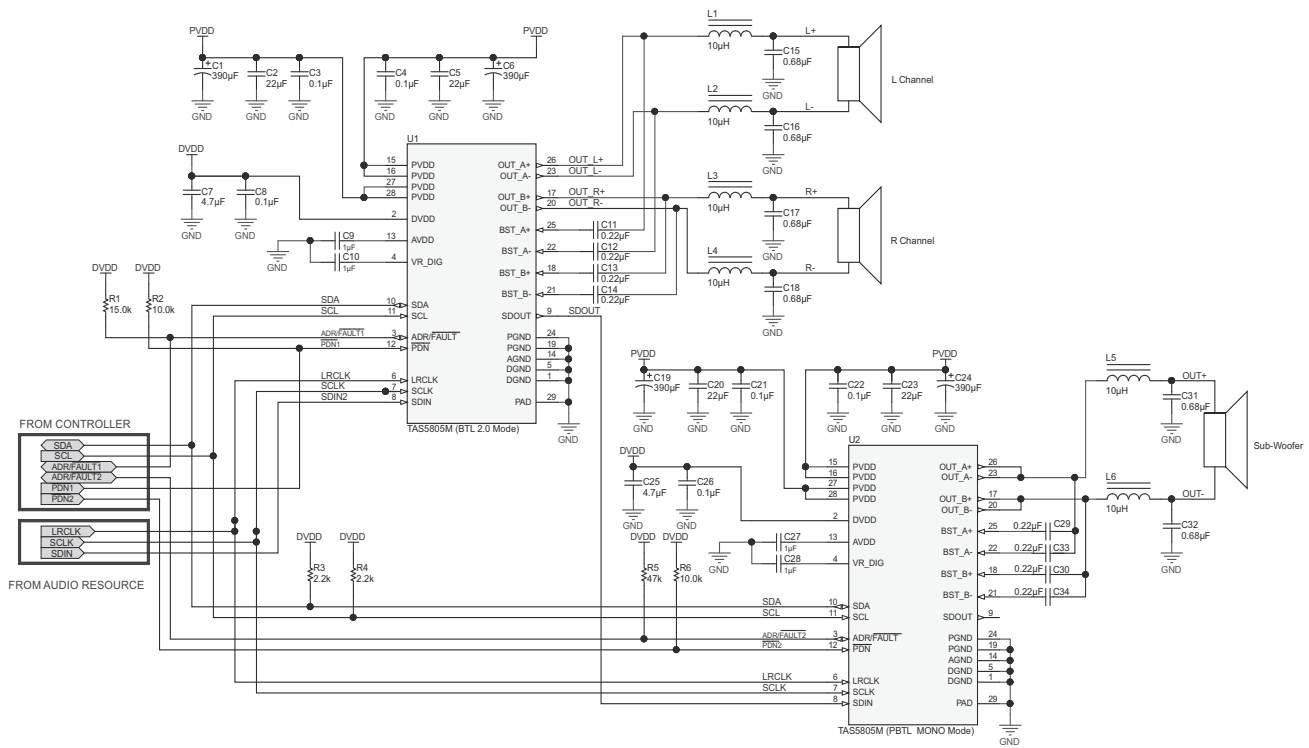 PVDD
C1
390µF
C2
22µF
C3
0.1µF
GND
GND
GND
PVDD
C4
0.1µF
C5
22µF
C6
390µF
GND
GND
GND
L1
10µH
L+
C15
0.68µF
GND
L Channel
L2
10µH
L-
C16
0.68µF
GND
DVDD
C7
4.7µF
C8
0.1µF
GND
GND
U1
15 PVDD
16 PVDD
27 PVDD
28 PVDD
2 DVDD
13 AVDD
4 VR_DIG
10 SDA
11 SCL
3 ADR/FAULT
12 PDN
6 LRCLK
7 SCLK
8 SDIN
OUT_A+ 26 OUT_L+
OUT_A- 23 OUT_L-
OUT_B+ 17 OUT_R+
OUT_B- 20 OUT_R-
BST_A+ 25
BST_A- 22
BST_B+ 18
BST_B- 21
SDOUT 9 SDOUT
PGND 24
PGND 19
AGND 14
DGND 5
DGND 1
PAD 29
GND
TAS5805M (BTL 2.0 Mode)
C11
0.22µF
C12
0.22µF
C13
0.22µF
C14
0.22µF
L3
10µH
R+
C17
0.68µF
GND
R Channel
L4
10µH
R-
C18
0.68µF
GND
C9
1µF
C10
1µF
GND
DVDD
R1
15.0k
DVDD
R2
10.0k
SDA
SCL
ADR/FAULT1
PDN1
LRCLK
SCLK
SDIN2
FROM CONTROLLER
SDA
SCL
ADR/FAULT1
ADR/FAULT2
PDN1
PDN2
LRCLK
SCLK
SDIN
FROM AUDIO RESOURCE
DVDD
R3
2.2k
DVDD
R4
2.2k
PVDD
C19
390µF
C20
22µF
C21
0.1µF
GND
GND
GND
PVDD
C22
0.1µF
C23
22µF
C24
390µF
GND
GND
GND
L5
10µH
OUT+
C31
0.68µF
GND
Sub-Woofer
L6
10µH
OUT-
C32
0.68µF
GND
DVDD
C25
4.7µF
C26
0.1µF
GND
GND
C27
1µF
C28
1µF
GND
DVDD
R5
47k
DVDD
R6
10.0k
SDA
SCL
ADR/FAULT2
PDN2
LRCLK
SCLK
U2
15 PVDD
16 PVDD
27 PVDD
28 PVDD
2 DVDD
13 AVDD
4 VR_DIG
10 SDA
11 SCL
3 ADR/FAULT
12 PDN
6 LRCLK
7 SCLK
8 SDIN
OUT_A+ 26
OUT_A- 23
OUT_B+ 17
OUT_B- 20
BST_A+ 25
BST_A- 22
BST_B+ 18
BST_B- 21
SDOUT 9
PGND 24
PGND 19
AGND 14
DGND 5
DGND 1
PAD 29
GND
0.22µF C29
0.22µF C33
0.22µF C30
0.22µF C34
TAS5805M (PBTL MONO Mode)